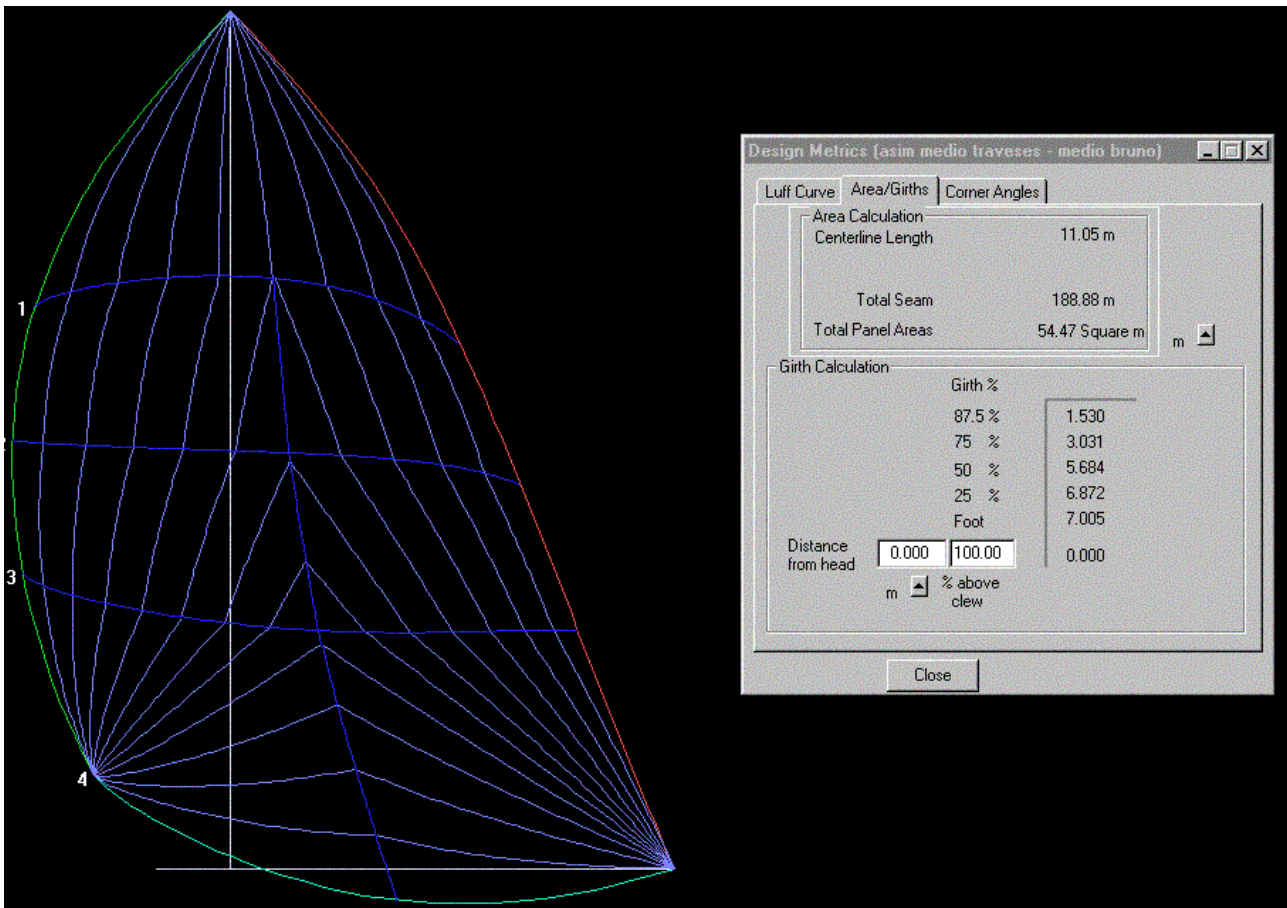 Design Metrics (asim medio traveses - medio bruno)
Luff Curve Area/Girths Corner Angles
Area Calculation
Centerline Length 11.05 m
Total Seam 188.88 m
Total Panel Areas 54.47 Square m
m
Girth Calculation
Girth %
87.5 % 1.530
75 % 3.031
50 % 5.684
25 % 6.872
Foot 7.005
Distance from head 0.000 100.00 0.000
m % above clew
Close
1
3
4